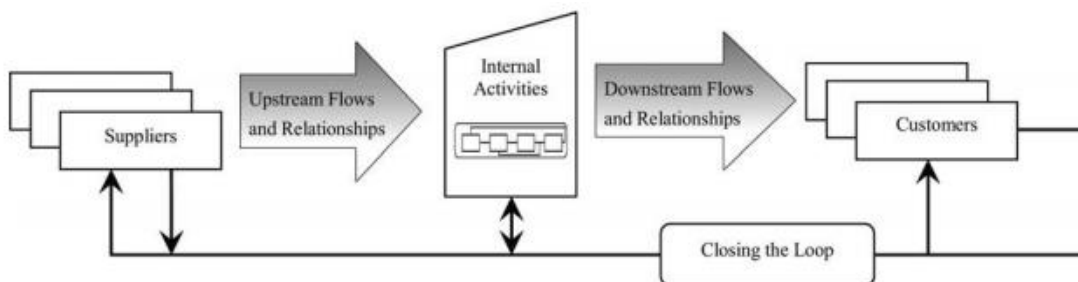 Suppliers
Upstream Flows
and Relationships
Internal
Activities
Downstream Flows
and Relationships
Customers
Closing the Loop